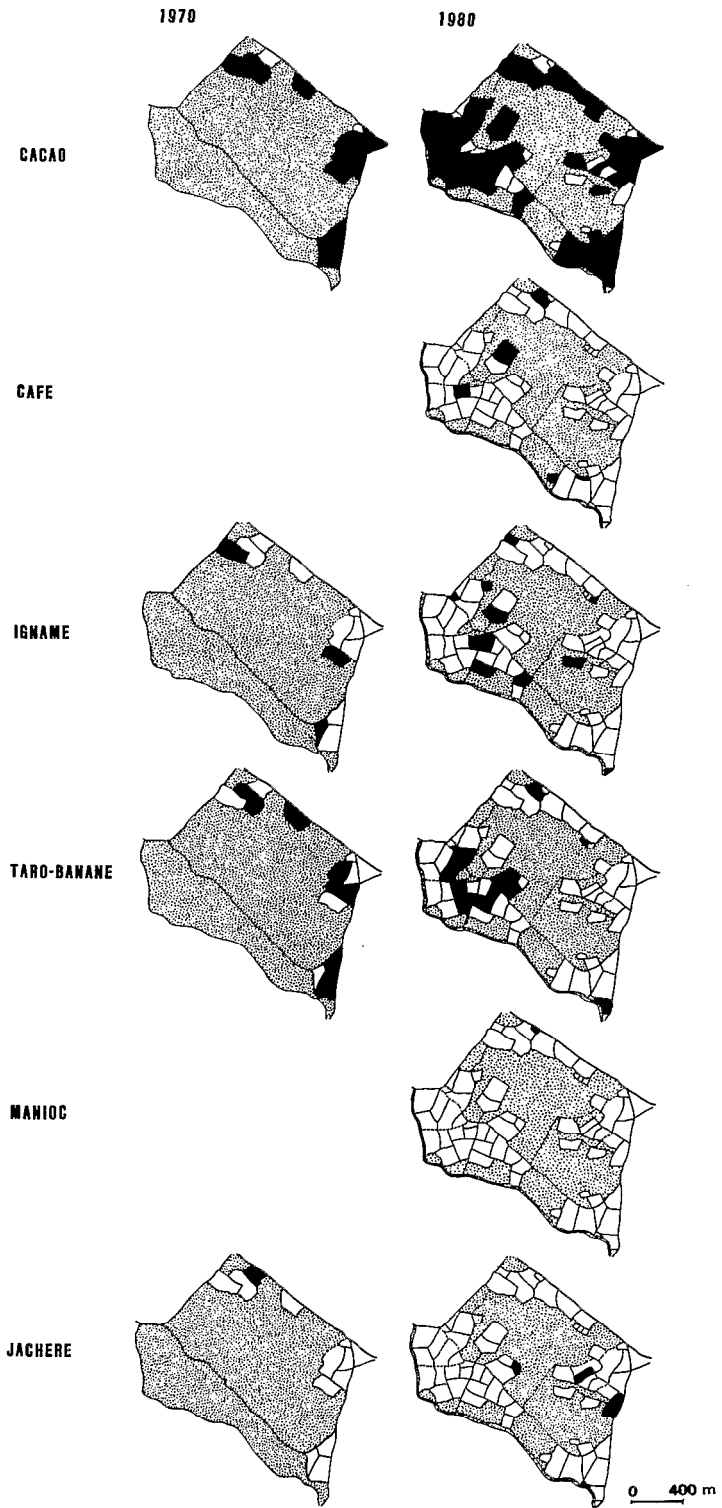 1970 1980
CACAO
CAFE
IGNAME
TARO-BANANE
MANIOC
JACHERE
0 400 m